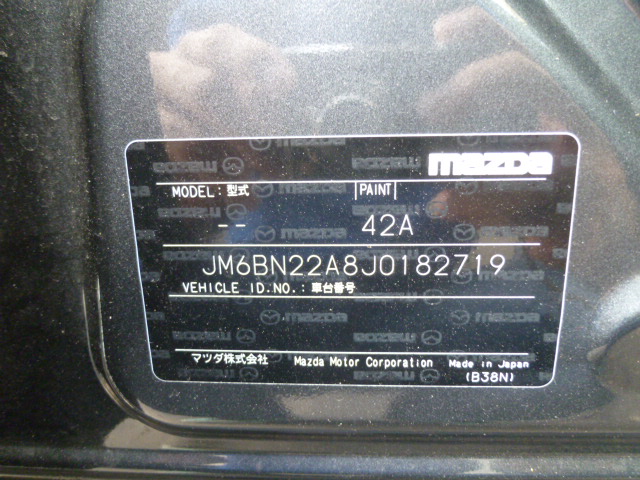 mazda
MODEL: 型式 PAINT
-- 42A
JM6BN22A8J0182719
VEHICLE ID.NO.: 車台番号
マツダ株式会社 Mazda Motor Corporation Made in Japan
(B38N)